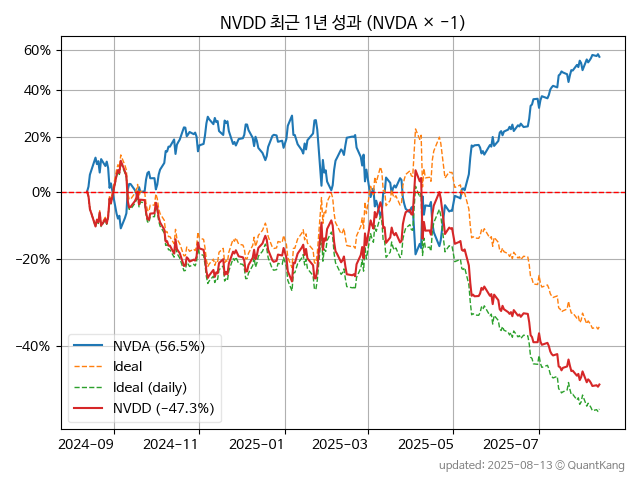 NVDD 최근 1년 성과 (NVDA × −1)
60%
40%
20%
0%
−20%
−40%
NVDA (56.5%)
Ideal
Ideal (daily)
NVDD (−47.3%)
2024−09 2024−11 2025−01 2025−03 2025−05 2025−07
updated: 2025-08-13 © QuantKang